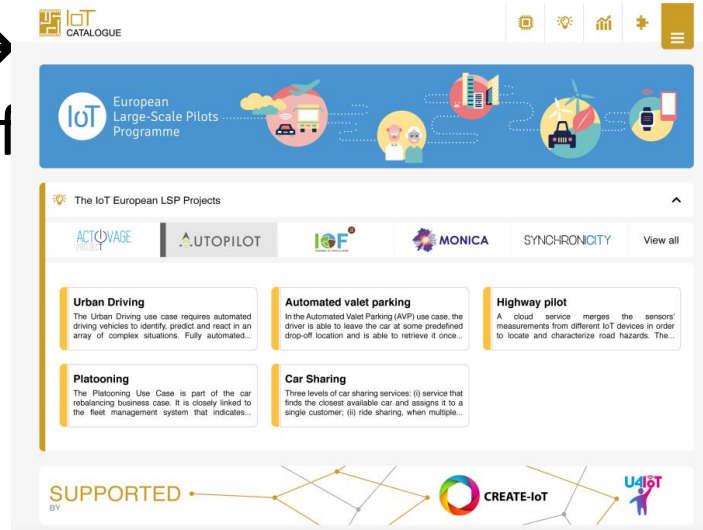 IoT
CATALOGUE
f
IoT
European
Large-Scale Pilots
Programme
The IoT European LSP Projects
ACTIVAGE
PROJECT
AUTOPILOT
IOF
MONICA
SYNCHRONICITY
View all
Urban Driving
The Urban Driving use case requires automated
driving vehicles to identify, predict and react in an
array of complex situations. Fully automated...
Automated valet parking
In the Automated Valet Parking (AVP) use case, the
driver is able to leave the car at some predefined
drop-off location and is able to retrieve it once...
Highway pilot
A cloud service merges the sensors'
measurements from different IoT devices in order
to locate and characterize road hazards. The...
Platooning
The Platooning Use Case is part of the car
rebalancing business case. It is closely linked to
the fleet management system that indicates...
Car Sharing
Three levels of car sharing services: (i) service that
finds the closest available car and assigns it to a
single customer; (ii) ride sharing, when multiple...
SUPPORTED
BY
CREATE-IoT
U4IoT